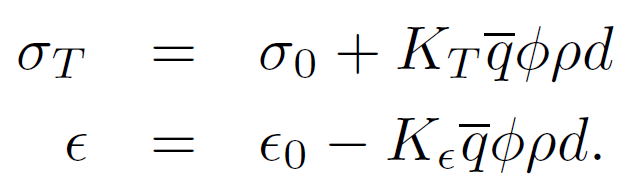 σ_T = σ_0 + K_T q̅ϕρd
ϵ = ϵ_0 − K_ϵ q̅ϕρd.